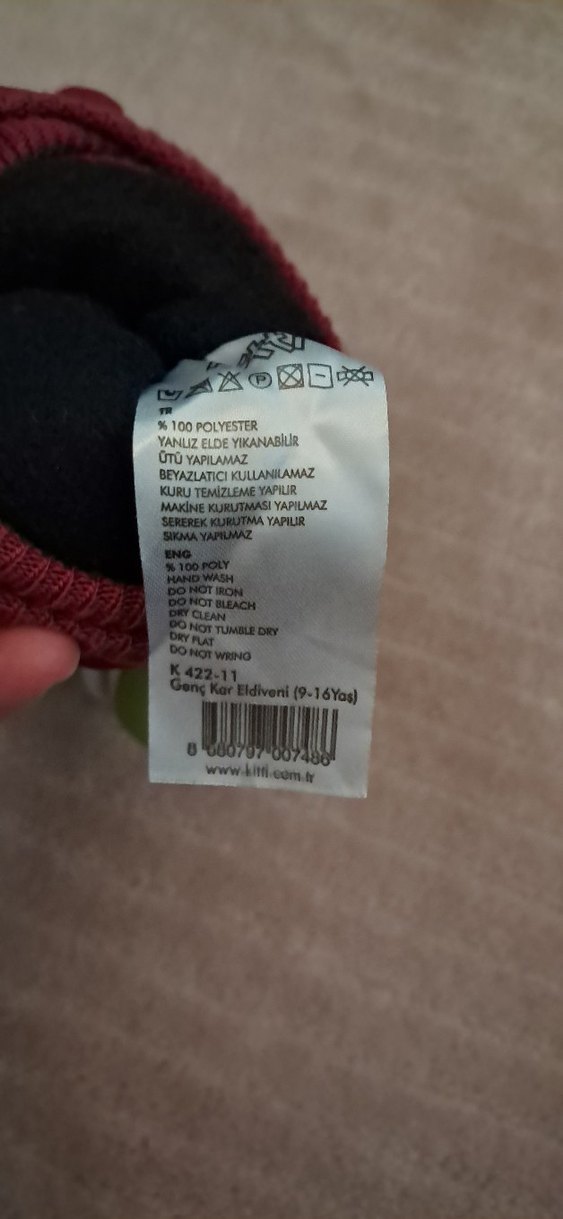 TR
% 100 POLYESTER
YANLIZ ELDE YIKANABİLİR
ÜTÜ YAPILAMAZ
BEYAZLATICI KULLANILAMAZ
KURU TEMİZLEME YAPILIR
MAKİNE KURUTMASI YAPILMAZ
SEREREK KURUTMA YAPILIR
SIKMA YAPILMAZ
ENG
% 100 POLY
HAND WASH
DO NOT IRON
DO NOT BLEACH
DRY CLEAN
DO NOT TUMBLE DRY
DRY FLAT
DO NOT WRING
K 422-11
Genç Kar Eldiveni (9-16Yaş)
8 680797 007486
www.kitti.com.tr